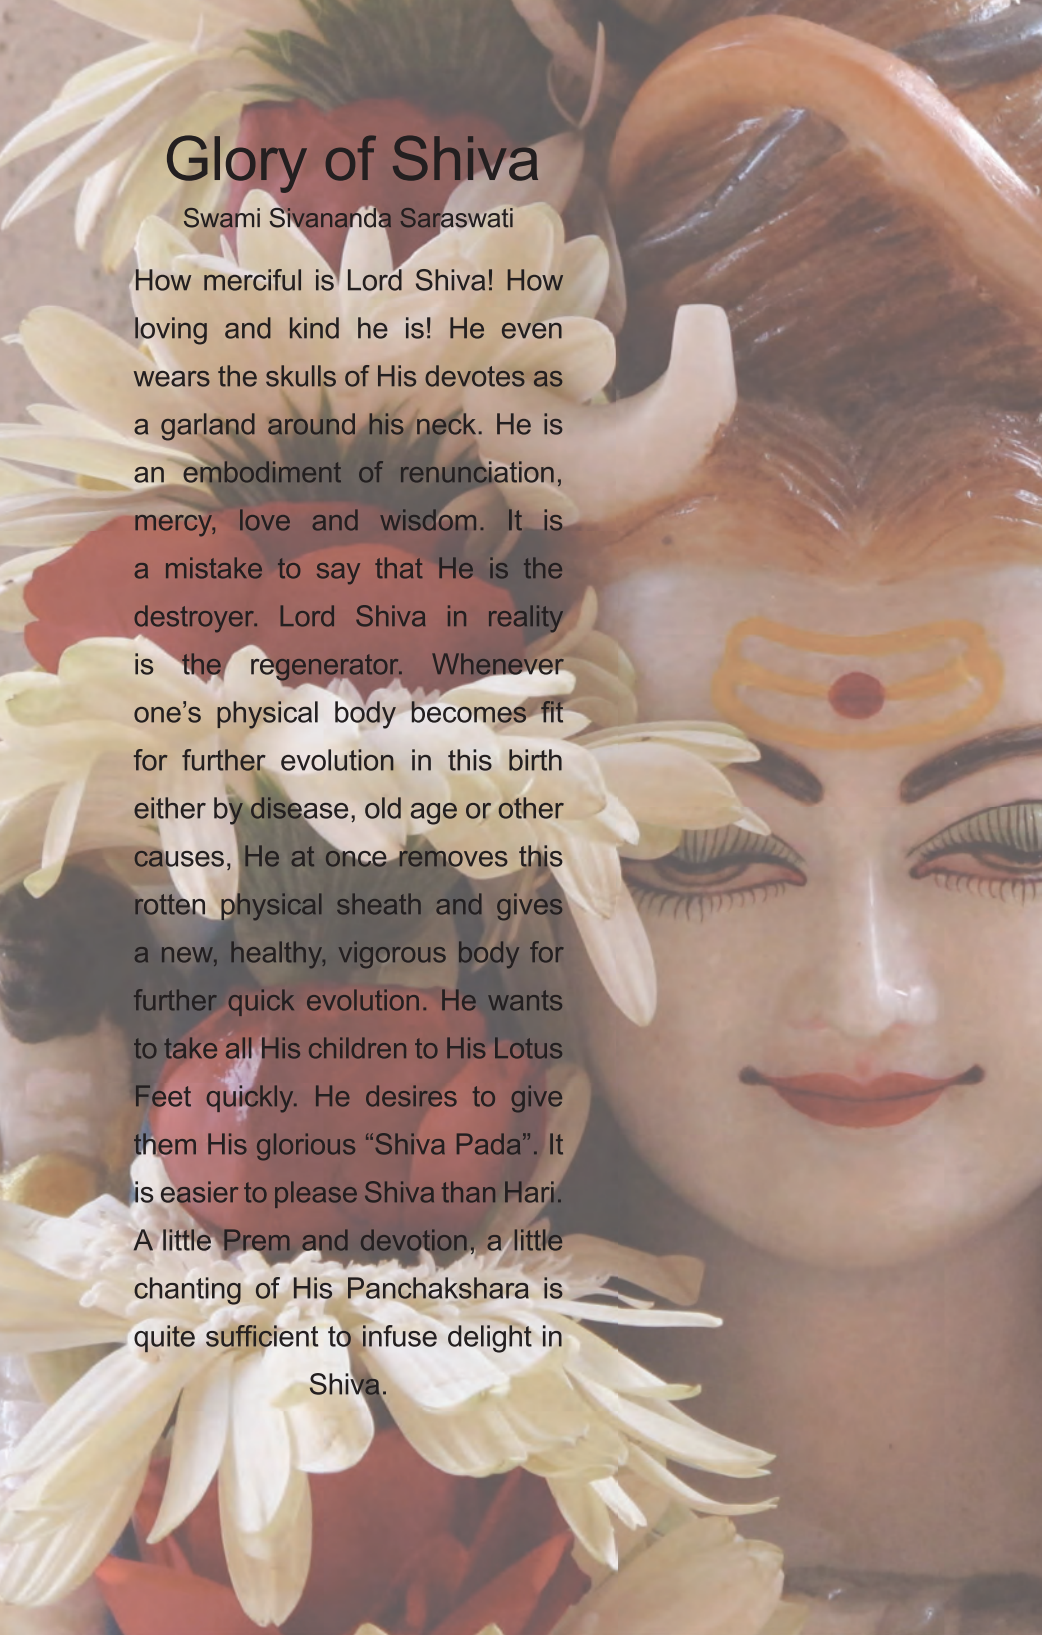 Glory of Shiva
Swami Sivananda Saraswati
How merciful is Lord Shiva! How
loving and kind he is! He even
wears the skulls of His devotes as
a garland around his neck. He is
an embodiment of renunciation,
mercy, love and wisdom. It is
a mistake to say that He is the
destroyer. Lord Shiva in reality
is the regenerator. Whenever
one’s physical body becomes fit
for further evolution in this birth
either by disease, old age or other
causes, He at once removes this
rotten physical sheath and gives
a new, healthy, vigorous body for
further quick evolution. He wants
to take all His children to His Lotus
Feet quickly. He desires to give
them His glorious “Shiva Pada”. It
is easier to please Shiva than Hari.
A little Prem and devotion, a little
chanting of His Panchakshara is
quite sufficient to infuse delight in
Shiva.